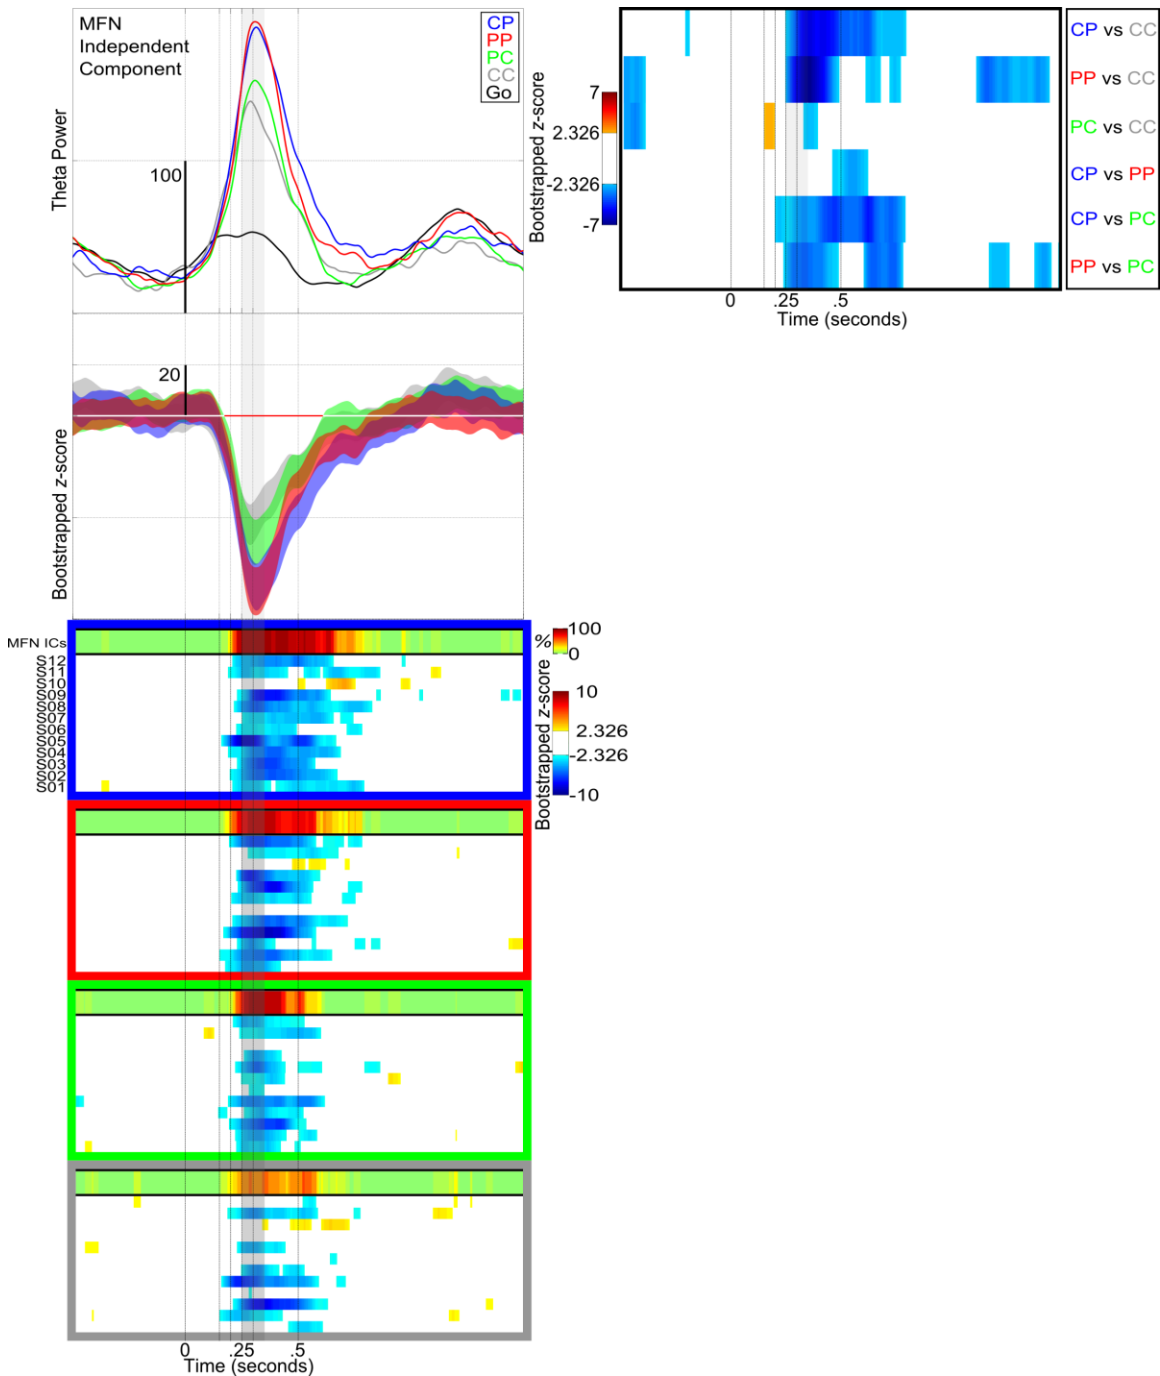 MFN
Independent
Component
CP
PP
PC
CC
Go
Theta Power
100
Bootstrapped z-score
7
2.326
-2.326
-7
CP vs CC
PP vs CC
PC vs CC
CP vs PP
CP vs PC
PP vs PC
0 .25 .5
Time (seconds)
20
Bootstrapped z-score
MFN ICs
S12
S11
S10
S09
S08
S07
S06
S05
S04
S03
S02
S01
%
100
0
Bootstrapped z-score
10
2.326
-2.326
-10
0 .25 .5
Time (seconds)